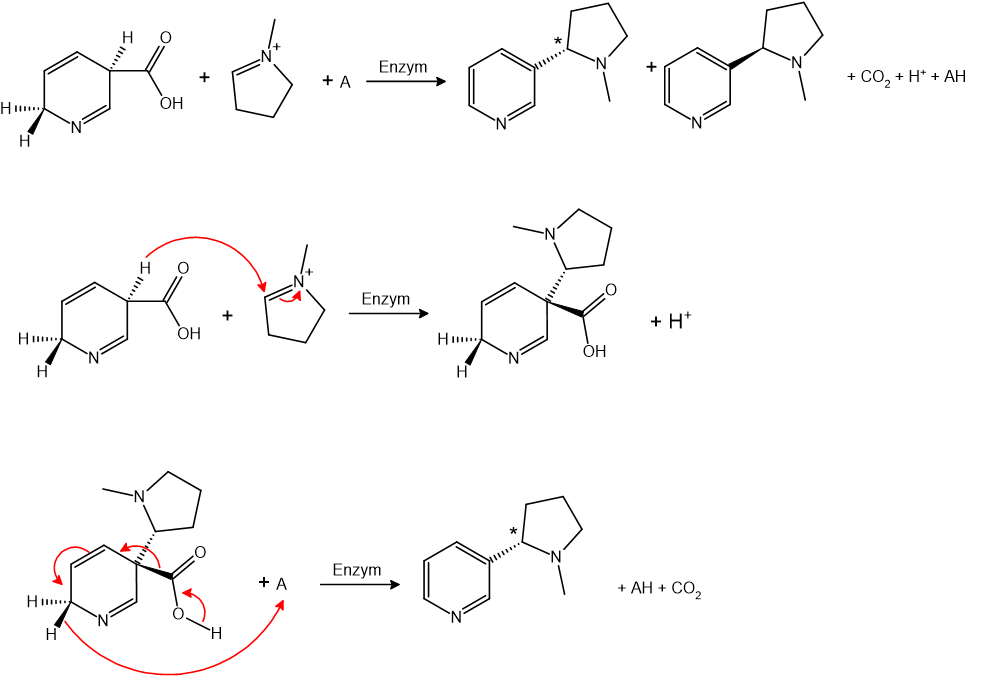 H O
OH
H
H
N
+
N+
+ A
Enzym
*
N
N
+
N
N
+ CO2 + H+ + AH
H O
OH
H
H
N
+
N+
Enzym
N
O
OH
H
H
N
+ H+
N
O
O
H
H
H
N
+ A
Enzym
*
N
N
+ AH + CO2